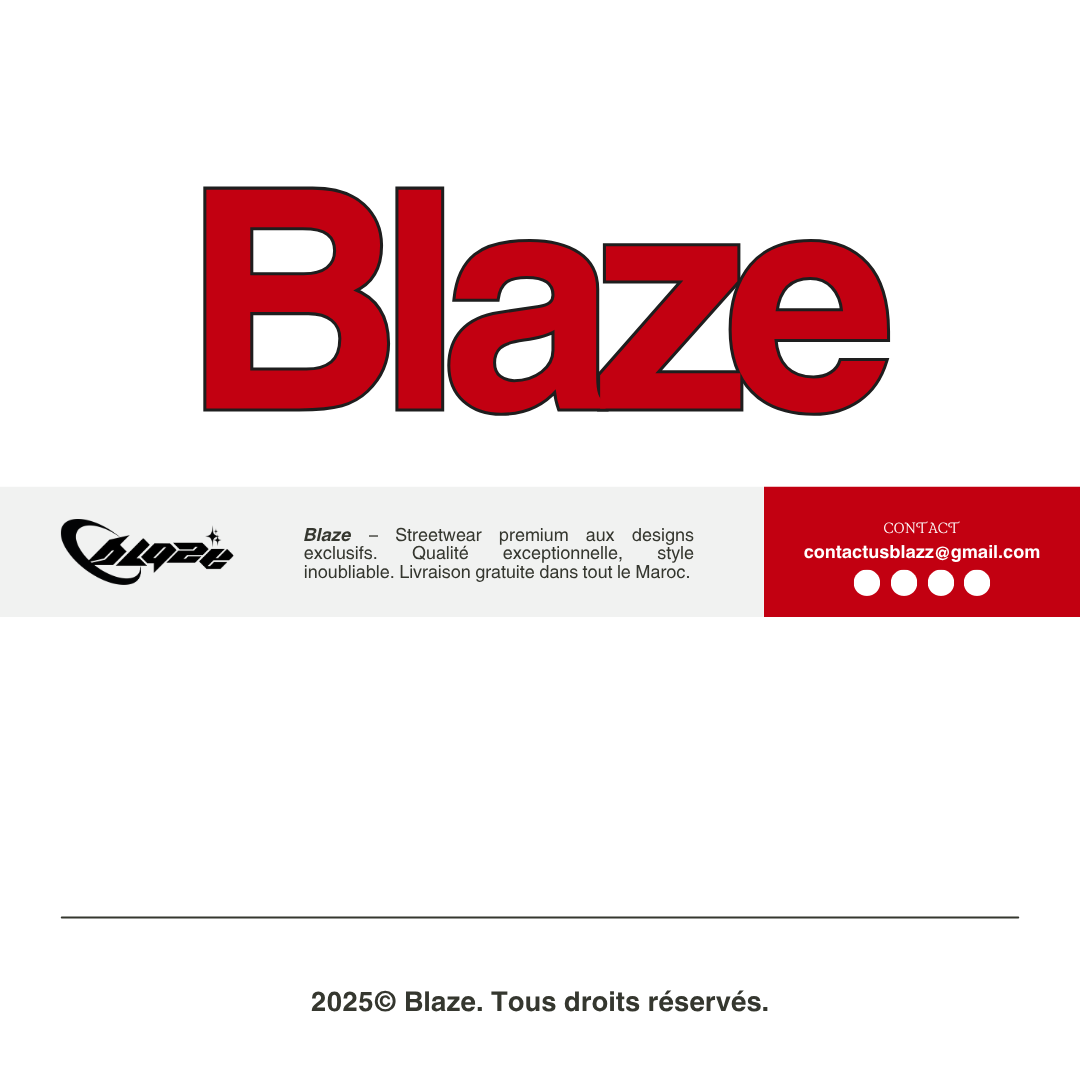 Blaze
blaze
Blaze – Streetwear premium aux designs
exclusifs. Qualité exceptionnelle, style
inoubliable. Livraison gratuite dans tout le Maroc.
CONTACT
contactusblazz@gmail.com
2025© Blaze. Tous droits réservés.